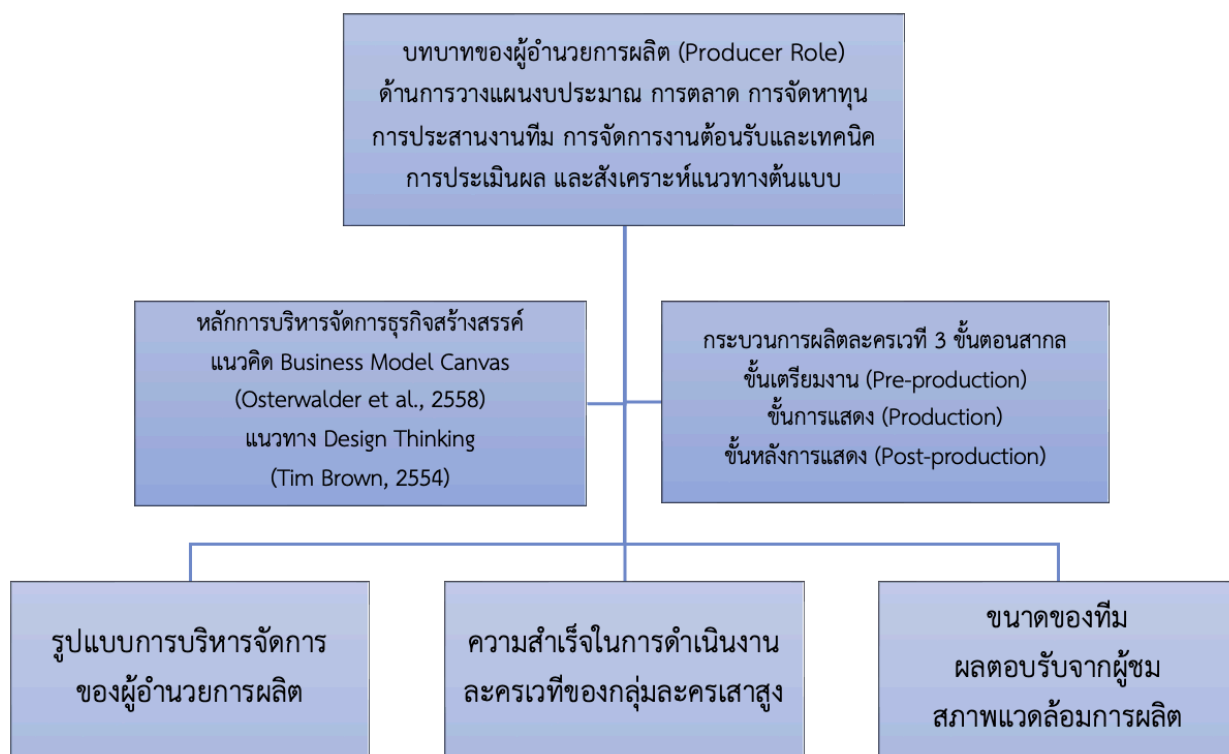 บทบาทของผู้อำนวยการผลิต (Producer Role)
ด้านการวางแผนงบประมาณ การตลาด การจัดหาทุน
การประสานงานทีม การจัดการงานต้อนรับและเทคนิค
การประเมินผล และสังเคราะห์แนวทางต้นแบบ
หลักการบริหารจัดการธุรกิจสร้างสรรค์
แนวคิด Business Model Canvas
(Osterwalder et al., 2558)
แนวทาง Design Thinking
(Tim Brown, 2554)
กระบวนการผลิตละครเวที 3 ขั้นตอนสากล
ขั้นเตรียมงาน (Pre-production)
ขั้นการแสดง (Production)
ขั้นหลังการแสดง (Post-production)
รูปแบบการบริหารจัดการ
ของผู้อำนวยการผลิต
ความสำเร็จในการดำเนินงาน
ละครเวทีของกลุ่มละครเสาสูง
ขนาดของทีม
ผลตอบรับจากผู้ชม
สภาพแวดล้อมการผลิต